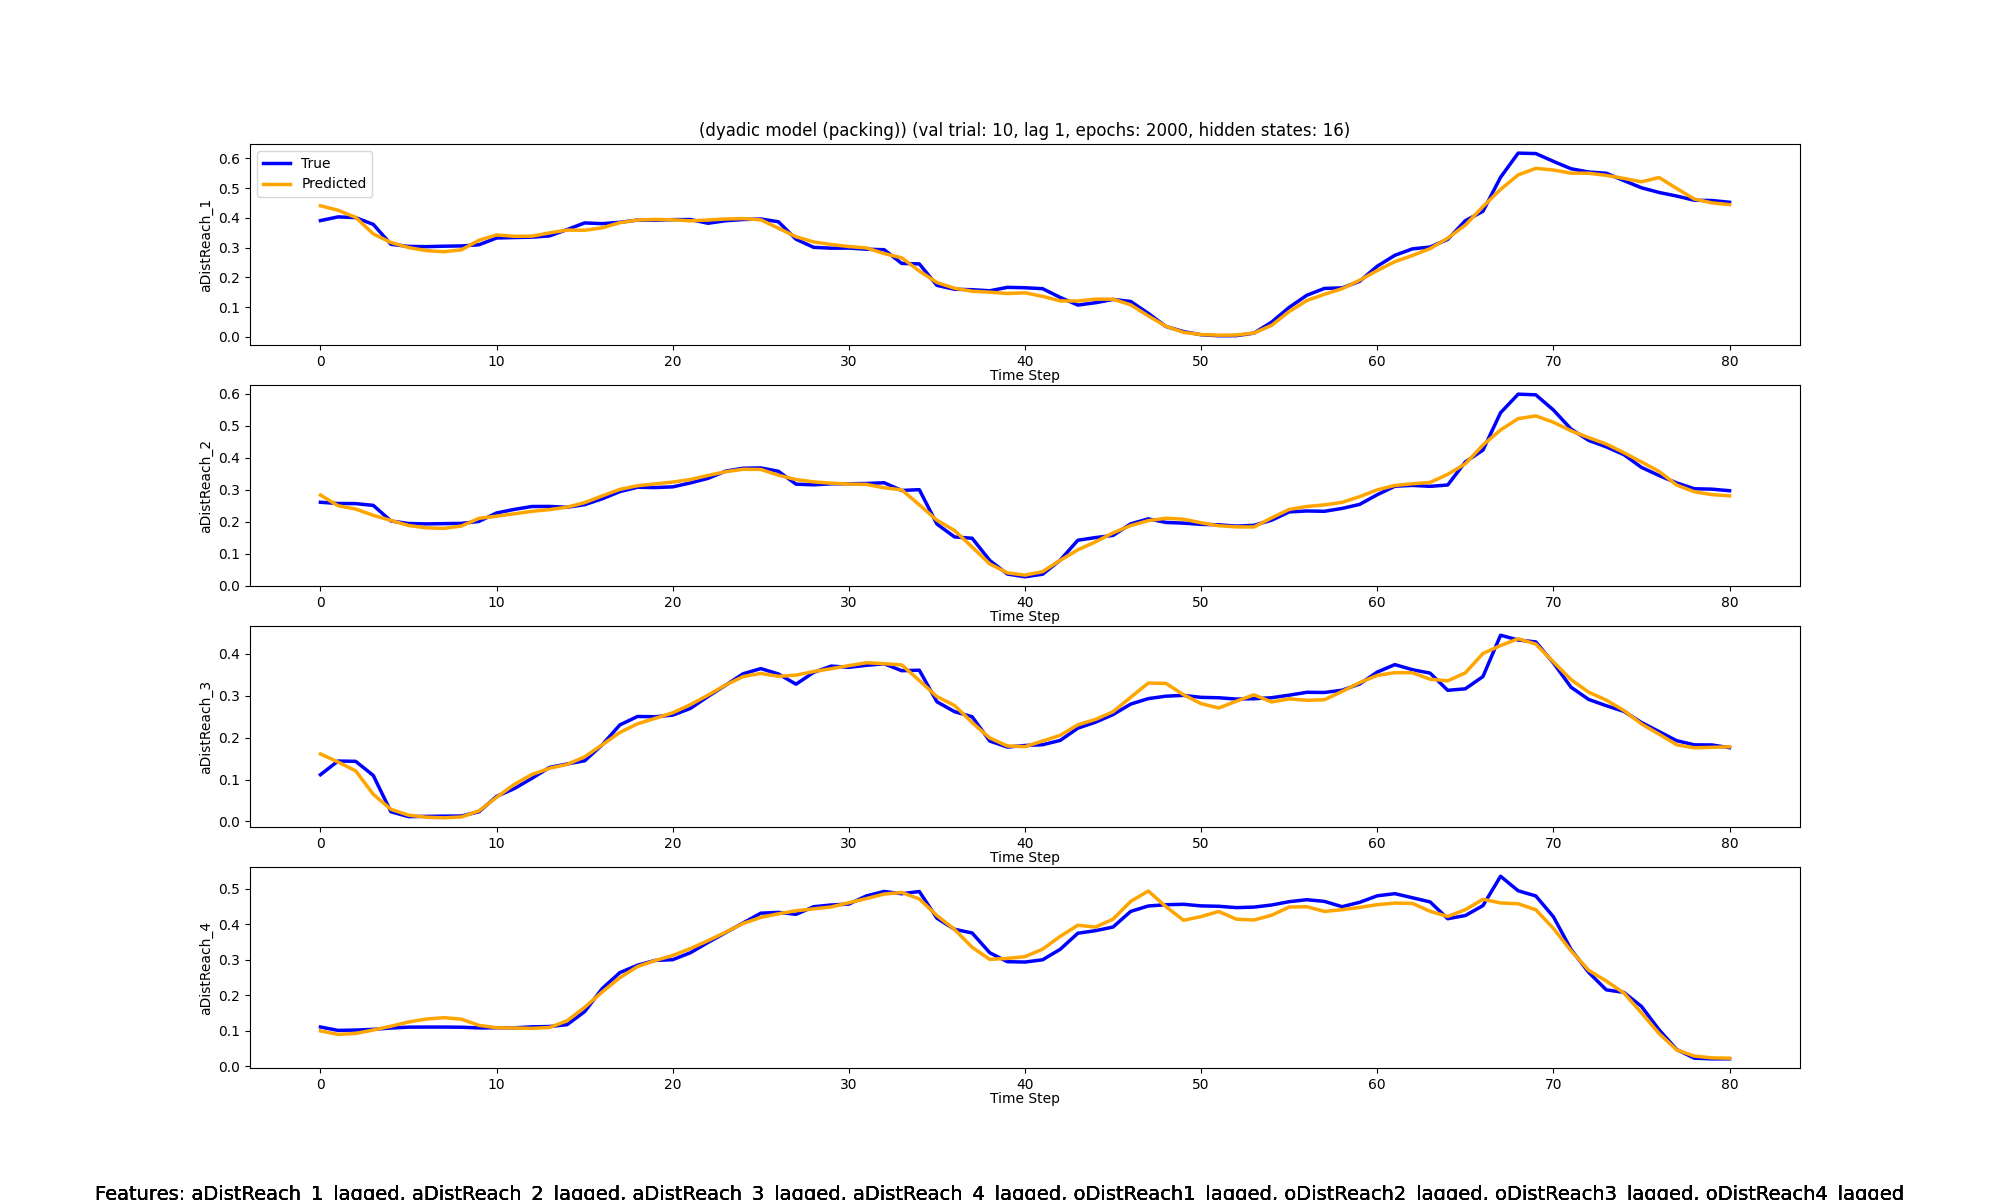 (dyadic model (packing)) (val trial: 10, lag 1, epochs: 2000, hidden states: 16)
True
Predicted
aDistReach_1
0.6
0.5
0.4
0.3
0.2
0.1
0.0
0 10 20 30 40 50 60 70 80
Time Step
aDistReach_2
0.6
0.5
0.4
0.3
0.2
0.1
0.0
0 10 20 30 40 50 60 70 80
Time Step
aDistReach_3
0.4
0.3
0.2
0.1
0.0
0 10 20 30 40 50 60 70 80
Time Step
aDistReach_4
0.5
0.4
0.3
0.2
0.1
0.0
0 10 20 30 40 50 60 70 80
Time Step
Features: aDistReach_1_lagged, aDistReach_2_lagged, aDistReach_3_lagged, aDistReach_4_lagged, oDistReach1_lagged, oDistReach2_lagged, oDistReach3_lagged, oDistReach4_lagged